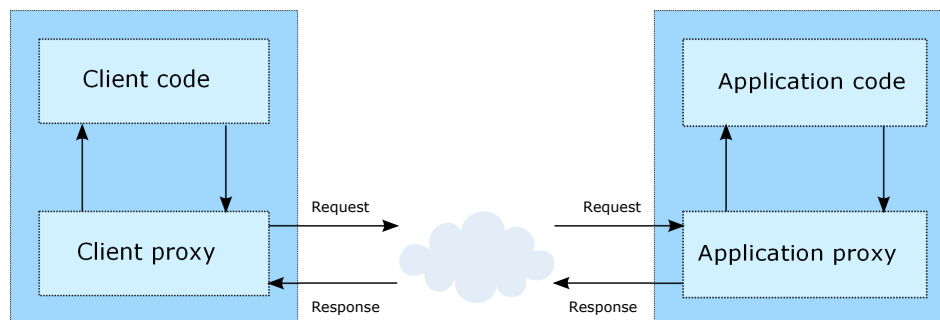 Client code
Application code
Request
Request
Client proxy
Application proxy
Response
Response